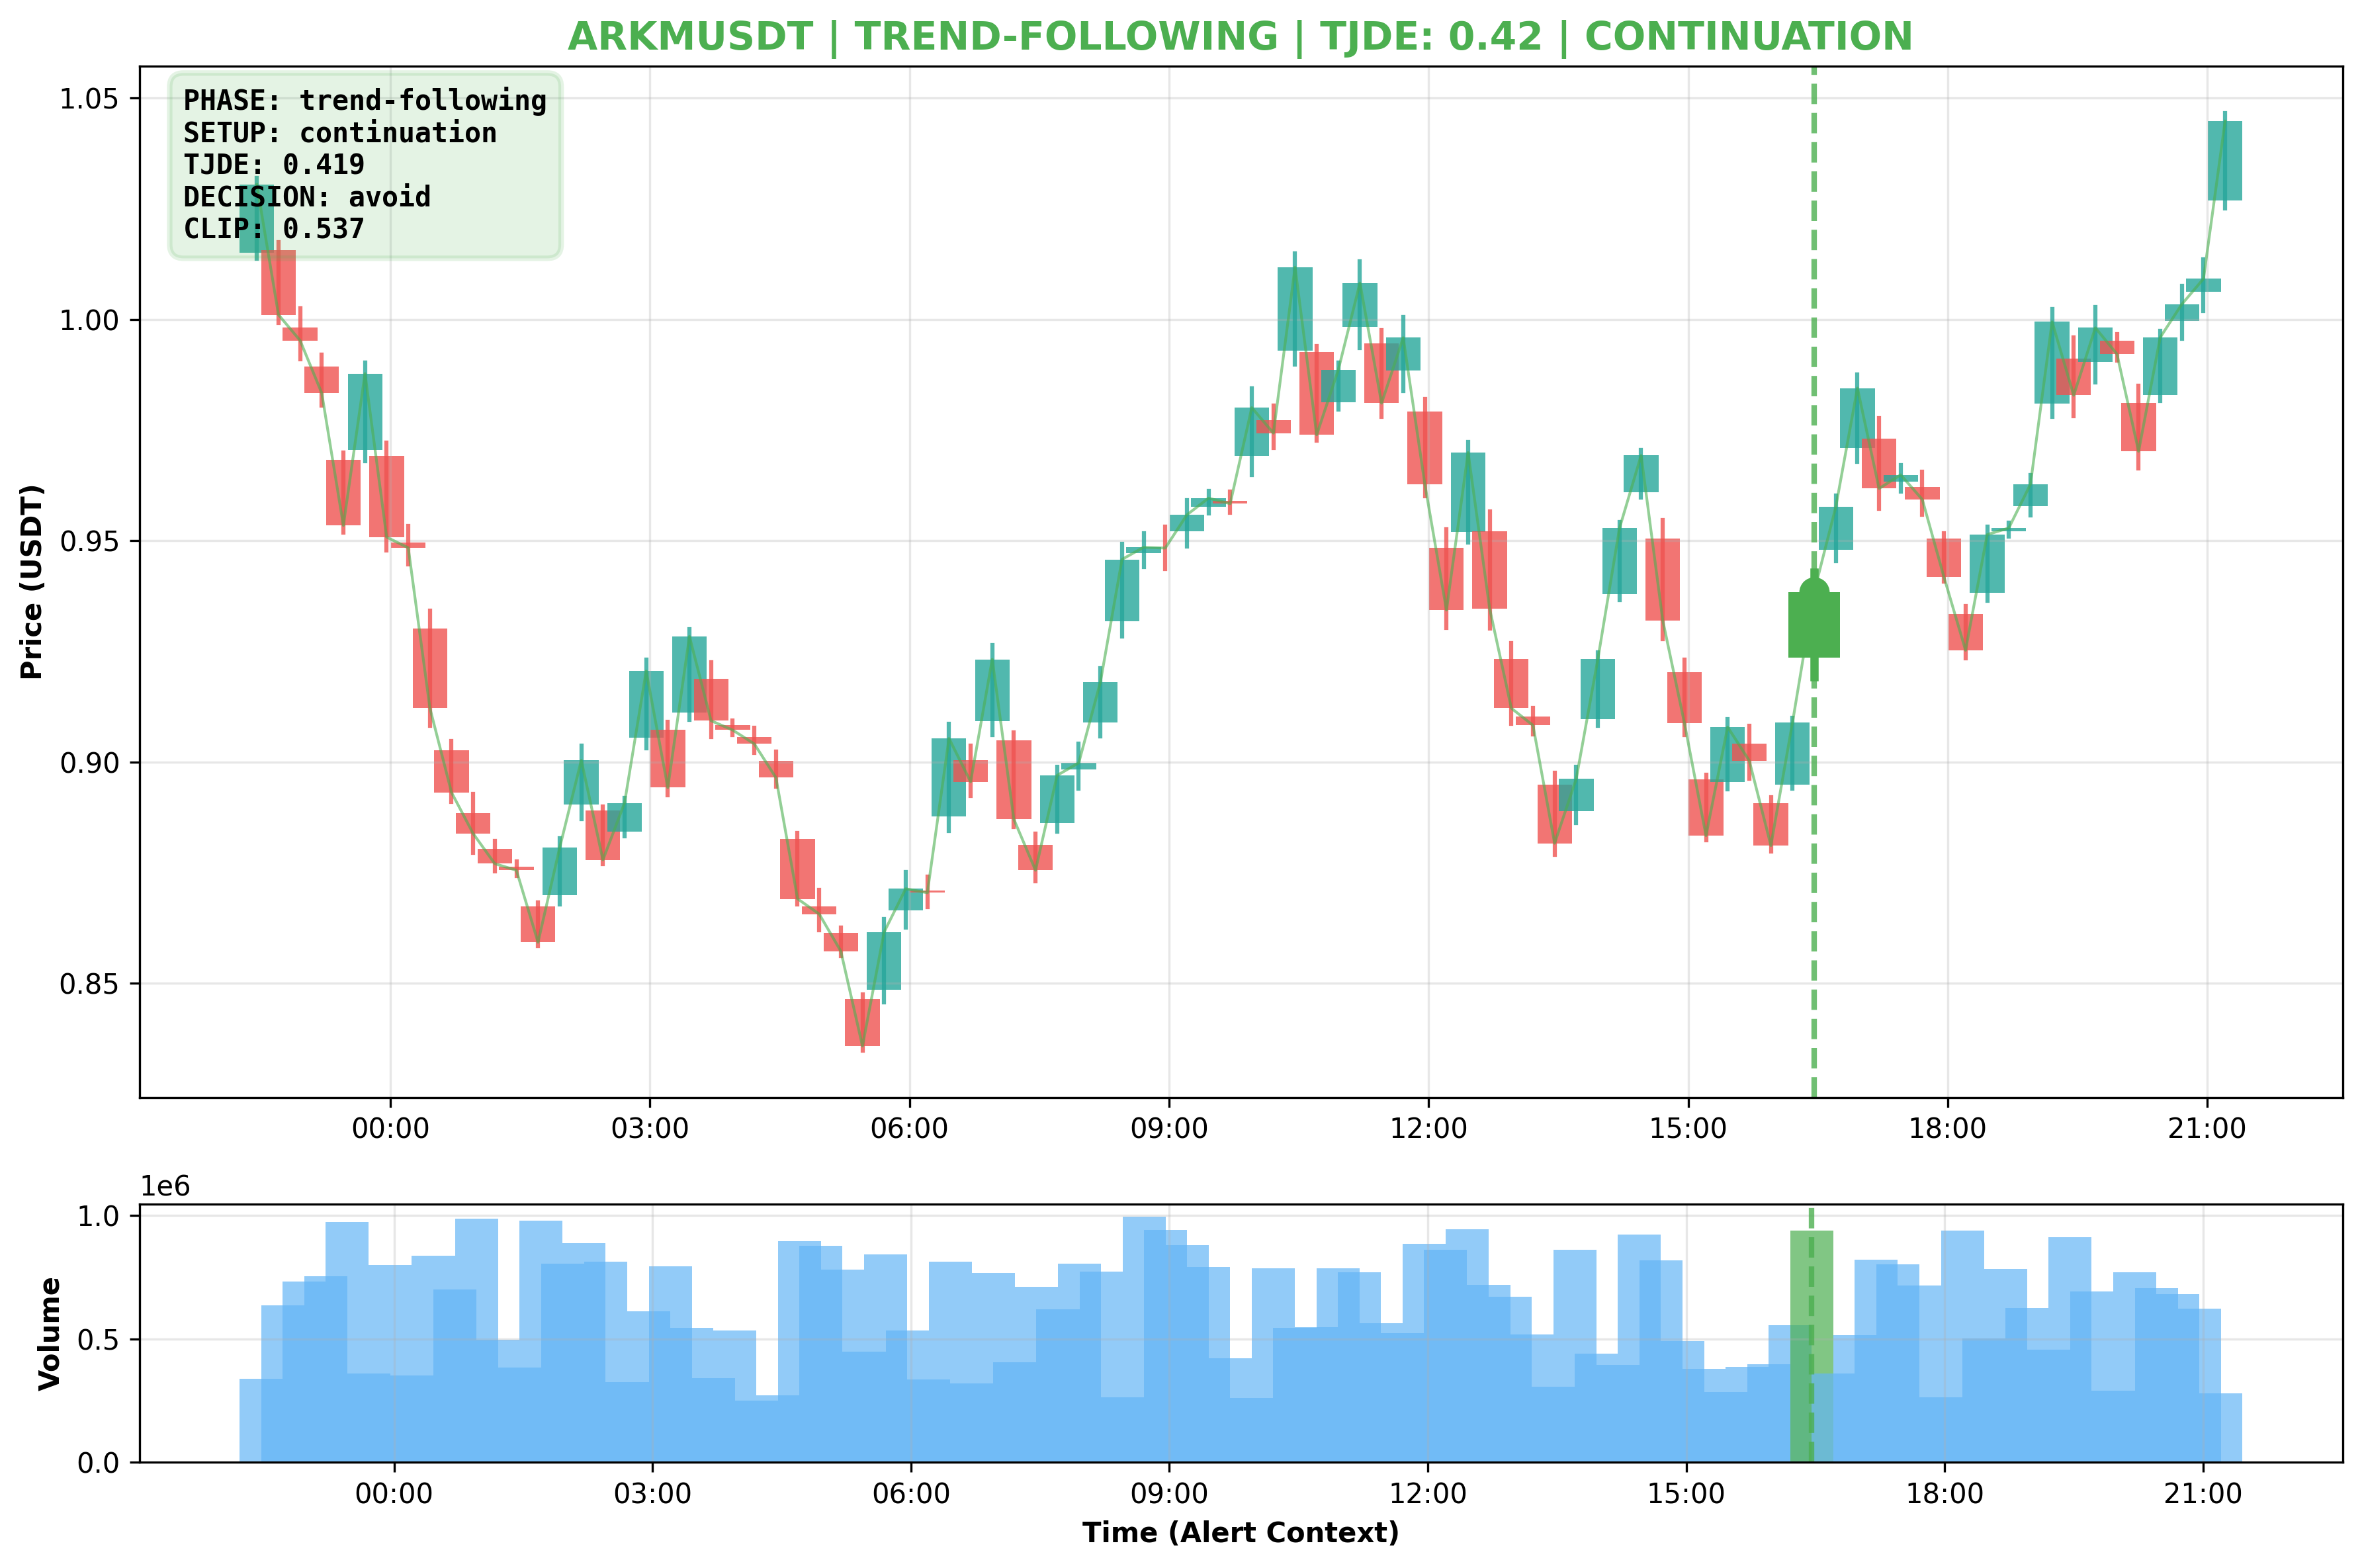 ARKMUSDT | TREND-FOLLOWING | TJDE: 0.42 | CONTINUATION
PHASE: trend-following
SETUP: continuation
TJDE: 0.419
DECISION: avoid
CLIP: 0.537
Price (USDT)
1.05
1.00
0.95
0.90
0.85
00:00 03:00 06:00 09:00 12:00 15:00 18:00 21:00
1e6
Volume
1.0
0.5
0.0
00:00 03:00 06:00 09:00 12:00 15:00 18:00 21:00
Time (Alert Context)